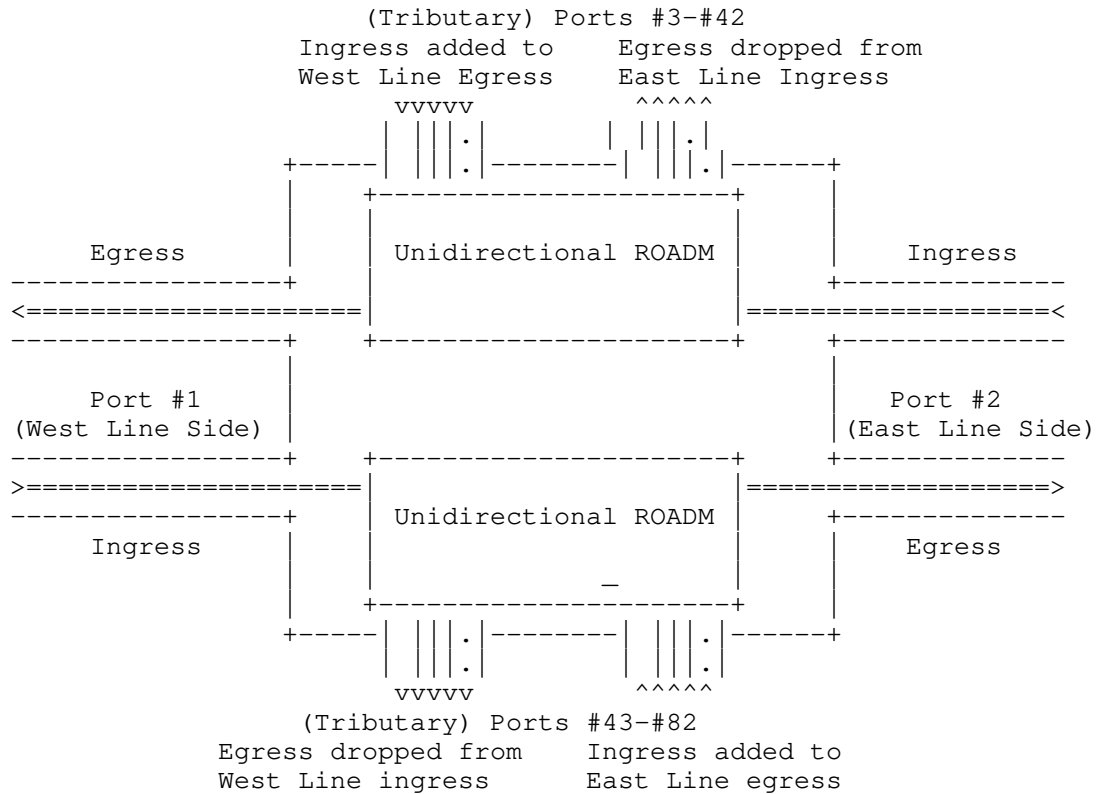 (Tributary) Ports #3-#42
Ingress added to Egress dropped from
West Line Egress East Line Ingress
vvvvv ^^^^^
| |||.| | |||.|
+-----| |||.|--------| |||.|------+
| +----------------------+ |
| | | |
Egress | | Unidirectional ROADM | | Ingress
-----------------+ | | +--------------
<=====================| |===================<
-----------------+ +----------------------+ +--------------
| |
Port #1 | | Port #2
(West Line Side) | |(East Line Side)
-----------------+ +----------------------+ +--------------
>=====================| |===================>
-----------------+ | Unidirectional ROADM | +--------------
Ingress | | | | Egress
| | _ | |
| +----------------------+ |
+-----| |||.|--------| |||.|------+
| |||.| | |||.|
vvvvv ^^^^^
(Tributary) Ports #43-#82
Egress dropped from Ingress added to
West Line ingress East Line egress